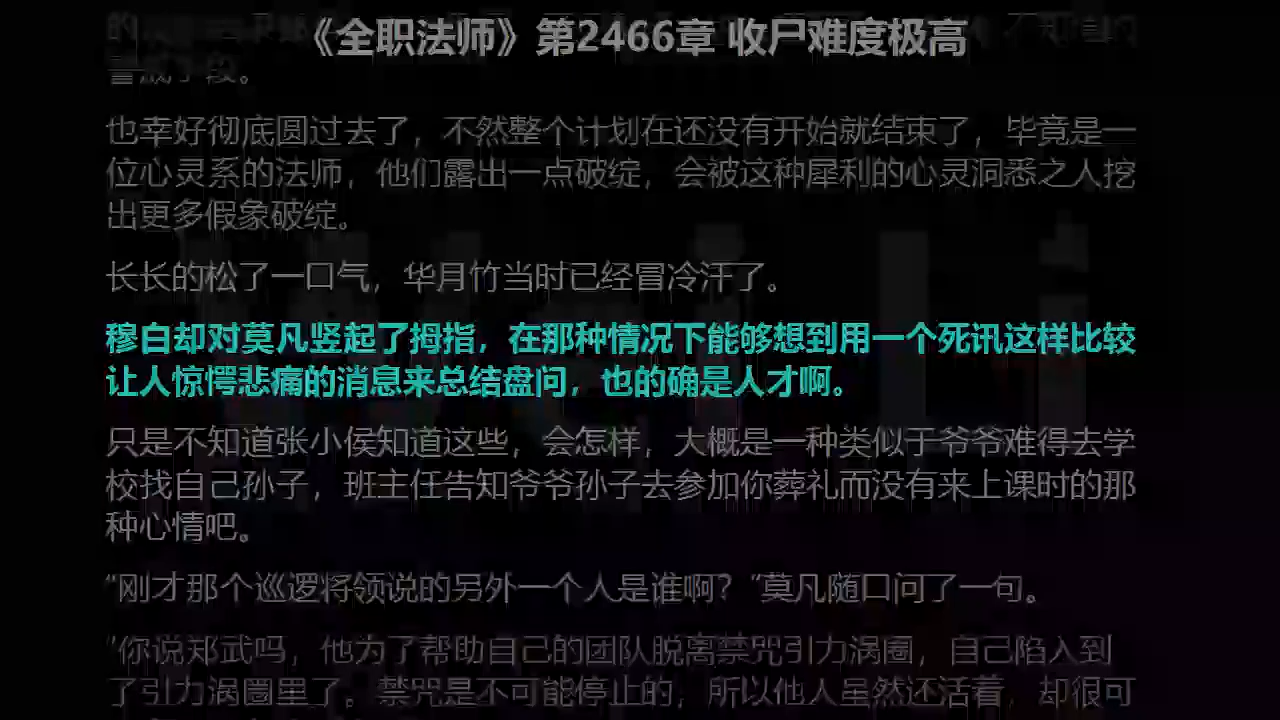 《全职法师》第2466章 收尸难度极高
警戒手段。
也幸好彻底圆过去了，不然整个计划在还没有开始就结束了，毕竟是一
位心灵系的法师，他们露出一点破绽，会被这种犀利的心灵洞悉之人挖
出更多假象破绽。
长长的松了一口气，华月竹当时已经冒冷汗了。
穆白却对莫凡竖起了拇指，在那种情况下能够想到用一个死讯这样比较
让人惊愕悲痛的消息来总结盘问，也的确是人才啊。
只是不知道张小侯知道这些，会怎样，大概是一种类似于爷爷难得去学
校找自己孙子，班主任告知爷爷孙子去参加你葬礼而没有来上课时的那
种心情吧。
“刚才那个巡逻将领说的另外一个人是谁啊？”莫凡随口问了一句。
“你说郑武吗，他为了帮助自己的团队脱离禁咒引力涡圈，自己陷入到
了引力涡圈里了。禁咒是不可能停止的，所以他人虽然还活着，却很可